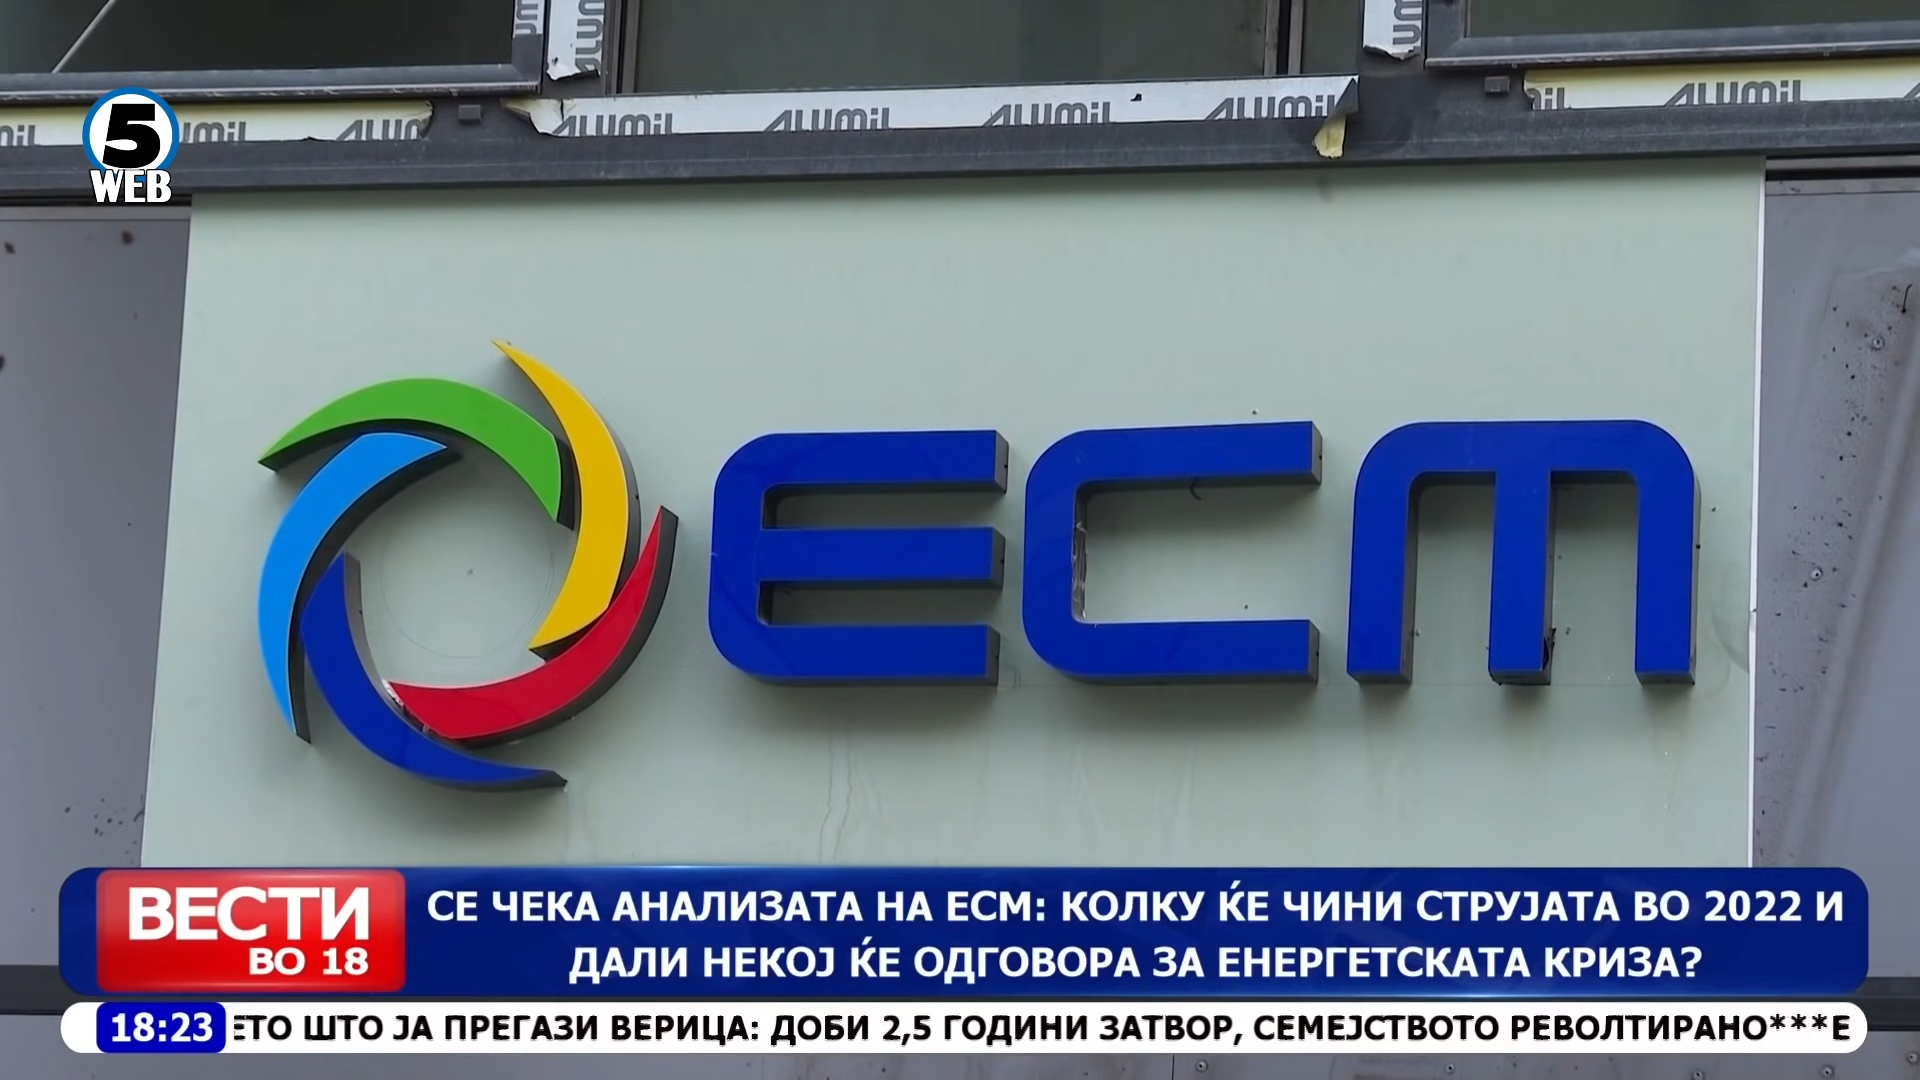 ALUMIL ALUMIL ALUMIL ALUMIL ALUMIL
5
WEB
ЕСМ
ВЕСТИ
ВО 18
СЕ ЧЕКА АНАЛИЗАТА НА ЕСМ: КОЛКУ ЌЕ ЧИНИ СТРУЈАТА ВО 2022 И
ДАЛИ НЕКОЈ ЌЕ ОДГОВОРА ЗА ЕНЕРГЕТСКАТА КРИЗА?
18:23
ЕТО ШТО ЈА ПРЕГАЗИ ВЕРИЦА: ДОБИ 2,5 ГОДИНИ ЗАТВОР, СЕМЕЈСТВОТО РЕВОЛТИРАНО***Е